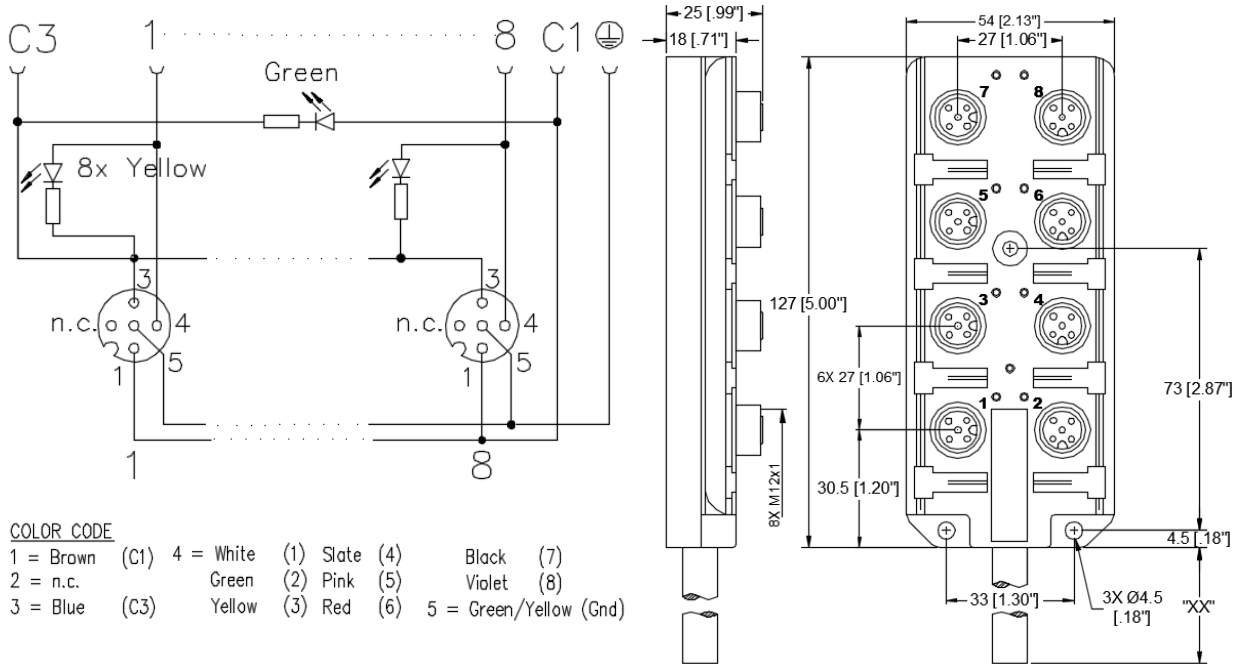 C3 1 8 C1
Green
8x Yellow
3 3
n.c. 4 n.c. 4
1 5 1 5
1 8
COLOR CODE
1 = Brown (C1) 4 = White (1) Slate (4) Black (7)
2 = n.c. Green (2) Pink (5) Violet (8)
3 = Blue (C3) Yellow (3) Red (6) 5 = Green/Yellow (Gnd)
25 [.99"]
18 [.71"]
127 [5.00"]
8X M12x1
54 [2.13"]
27 [1.06"]
7 8
5 6
3 4
1 2
6X 27 [1.06"]
30.5 [1.20"]
73 [2.87"]
4.5 [.18"]
33 [1.30"]
3X Ø4.5
[.18"]
"XX"